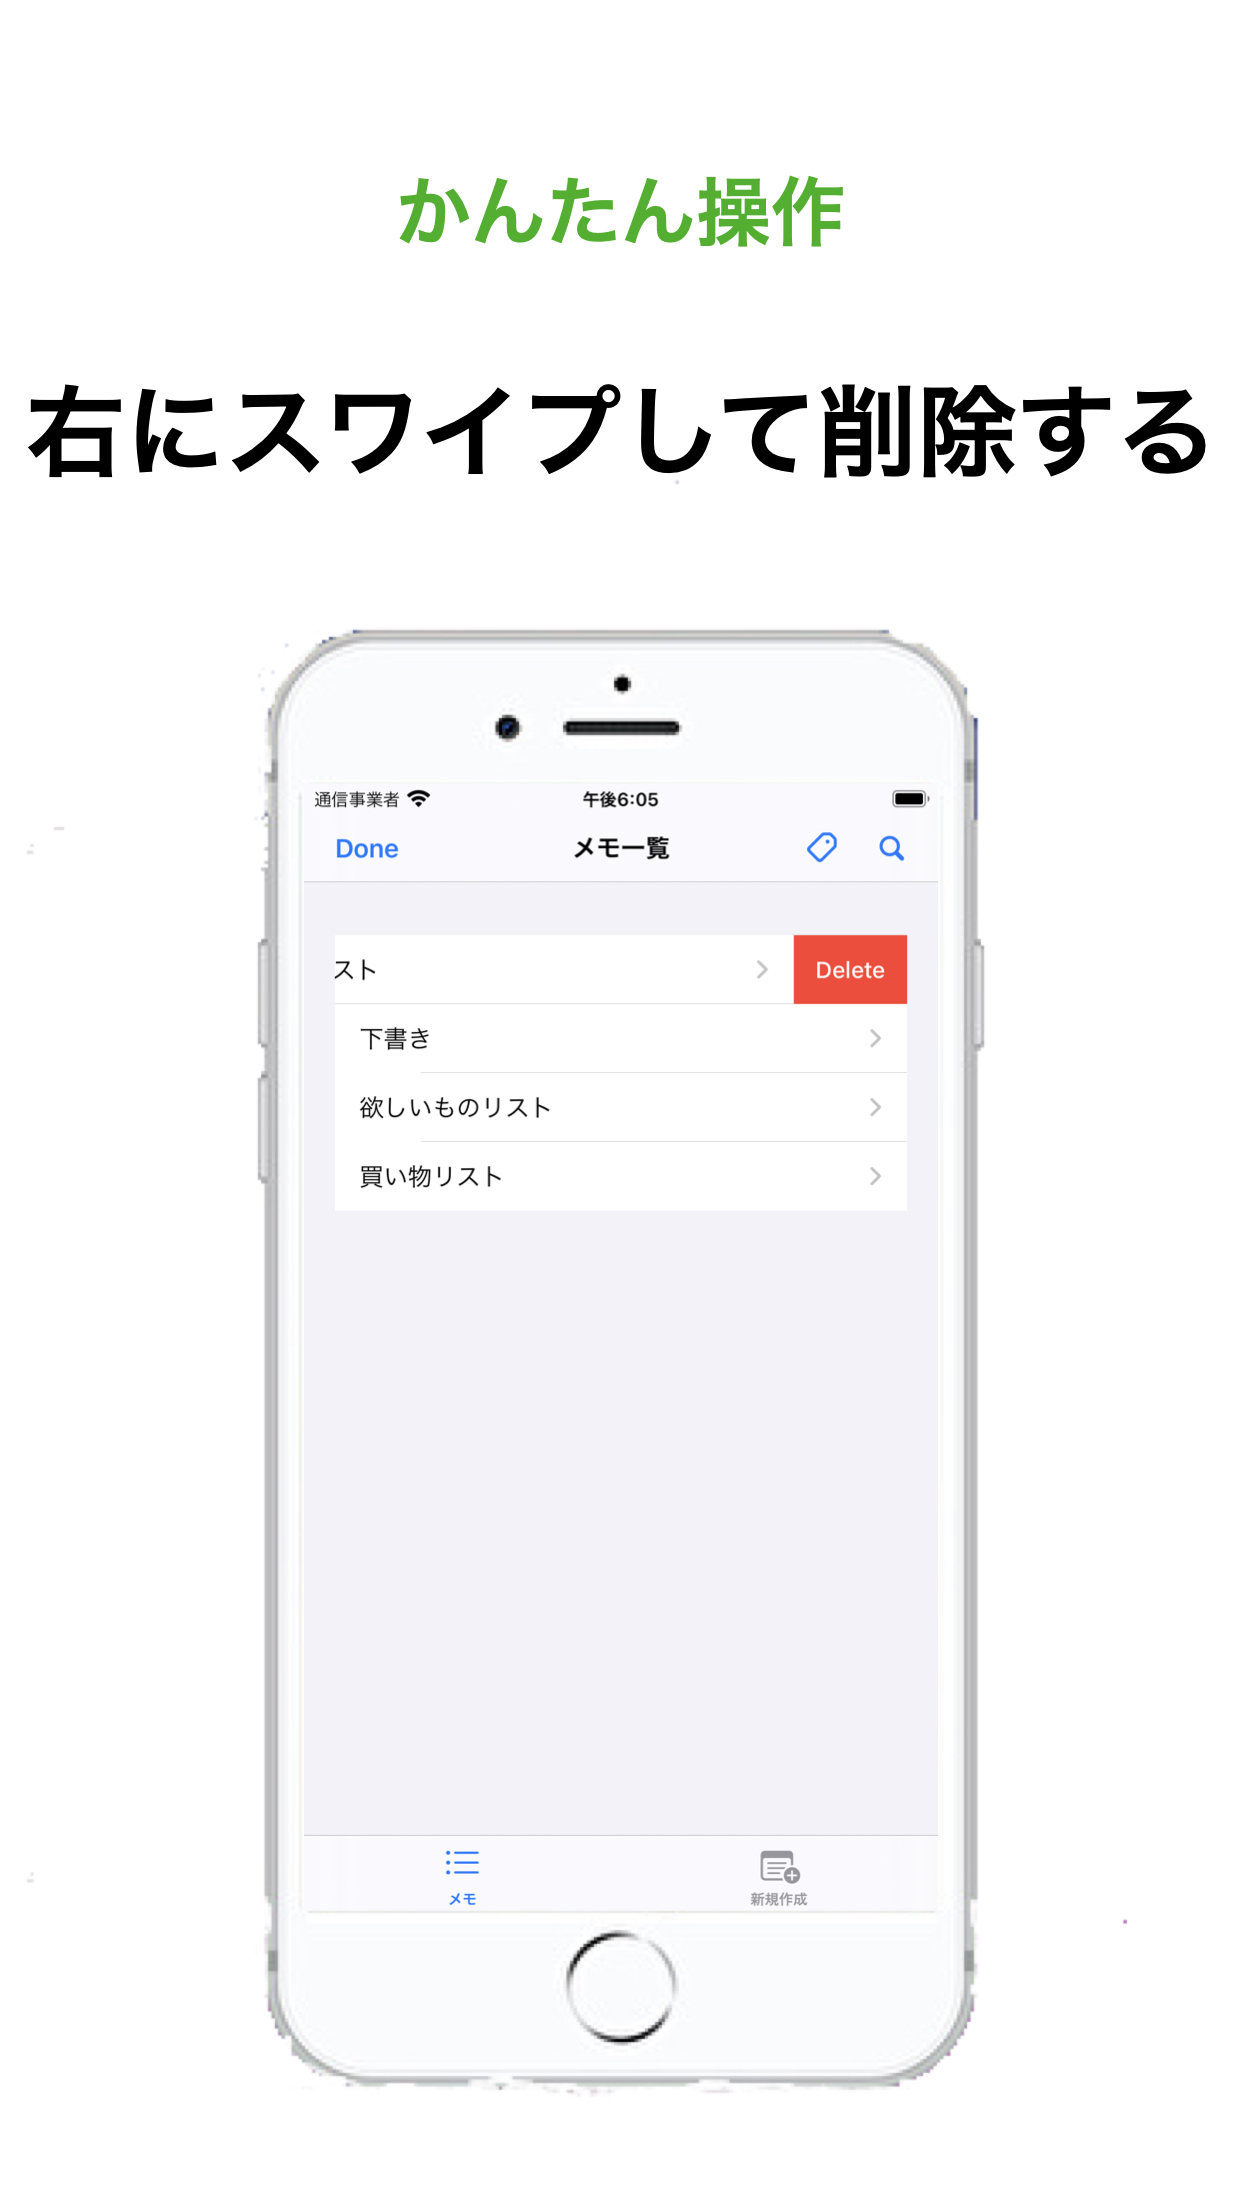 かんたん操作
右にスワイプして削除する
通信事業者 午後6:05
Done メモ一覧
スト Delete
下書き
欲しいものリスト
買い物リスト
メモ 新規作成